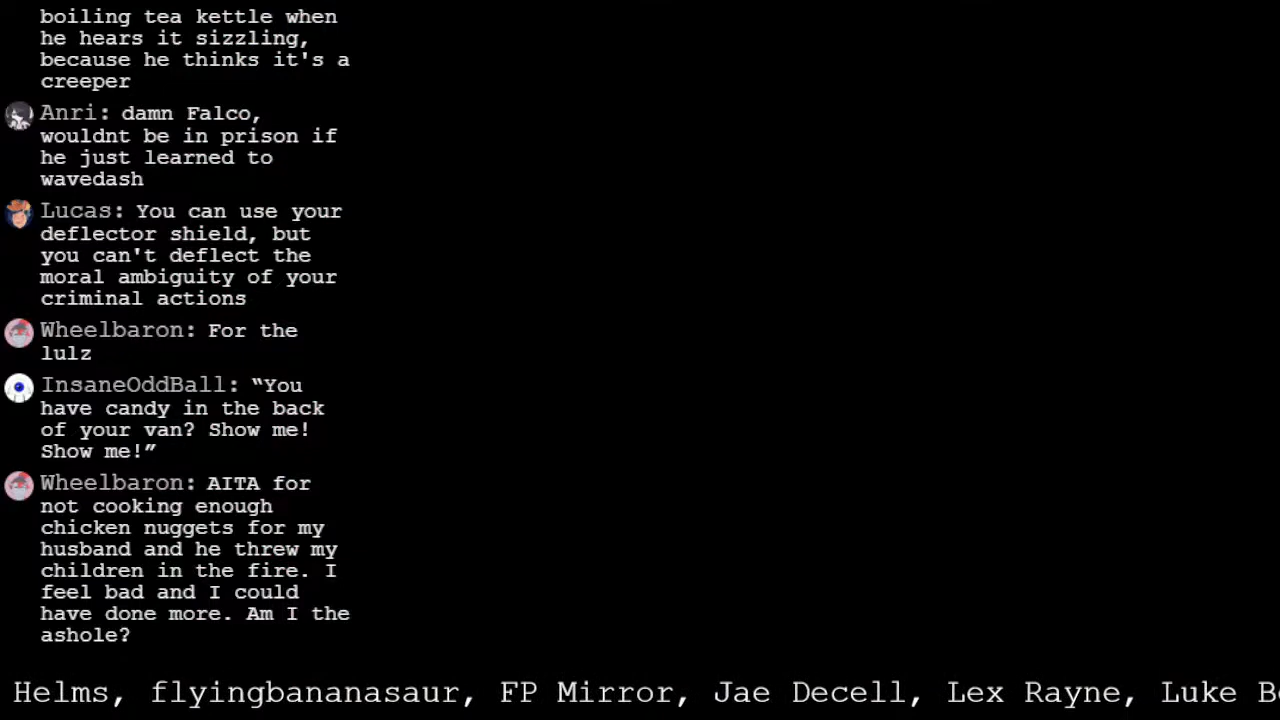 boiling tea kettle when
he hears it sizzling,
because he thinks it's a
creeper
Anri: damn Falco,
wouldnt be in prison if
he just learned to
wavedash
Lucas: You can use your
deflector shield, but
you can't deflect the
moral ambiguity of your
criminal actions
Wheelbaron: For the
lulz
InsaneOddBall: “You
have candy in the back
of your van? Show me!
Show me!”
Wheelbaron: AITA for
not cooking enough
chicken nuggets for my
husband and he threw my
children in the fire. I
feel bad and I could
have done more. Am I the
ashole?
Helms, flyingbananasaur, FP Mirror, Jae Decell, Lex Rayne, Luke